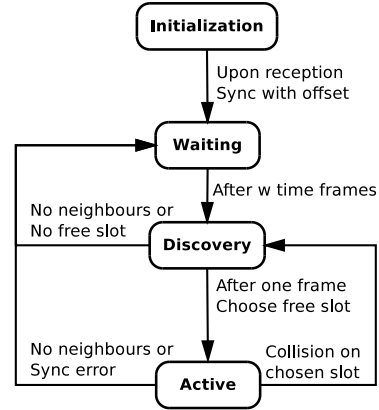 Initialization
Upon reception
Sync with offset
Waiting
After w time frames
No neighbours or
No free slot
Discovery
After one frame
Choose free slot
No neighbours or
Sync error
Collision on
chosen slot
Active